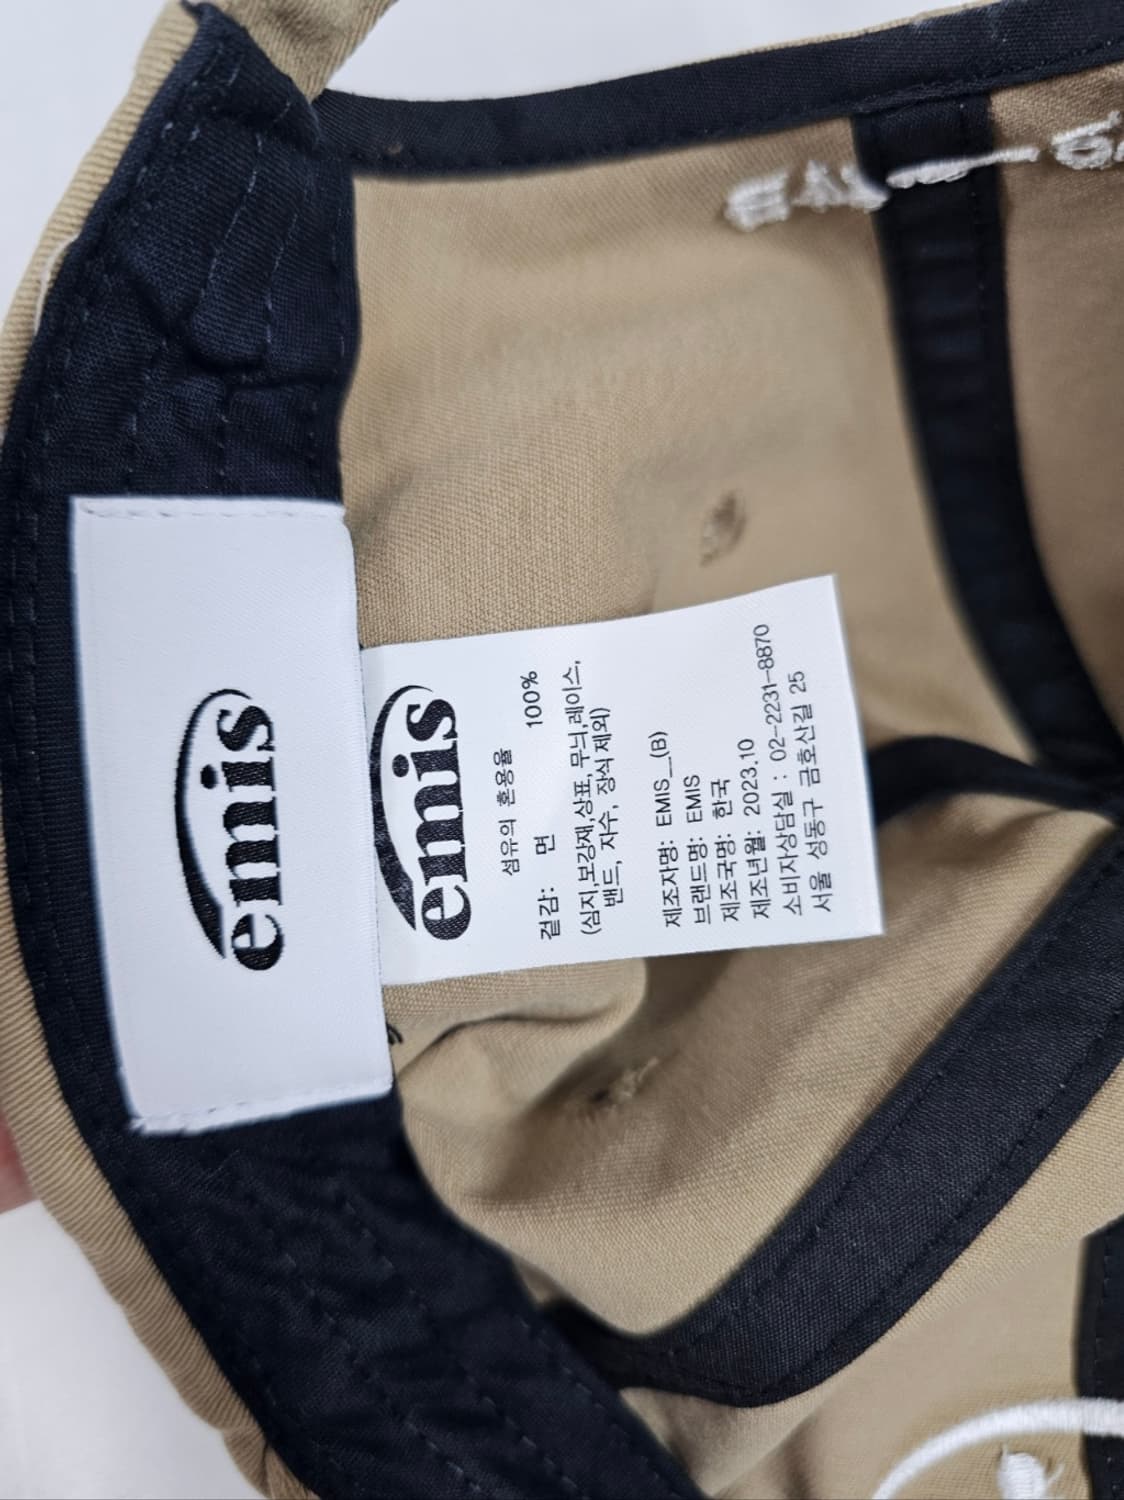 emis
emis
섬유의 혼용율
겉감: 면 100%
(심지,보강재,상표,무늬,레이스,
밴드, 자수, 장식 제외)
제조자명: EMIS_(B)
브랜드명: EMIS
제조국명: 한국
제조년월: 2023.10
소비자상담실 : 02-2231-8870
서울 성동구 금호산길 25